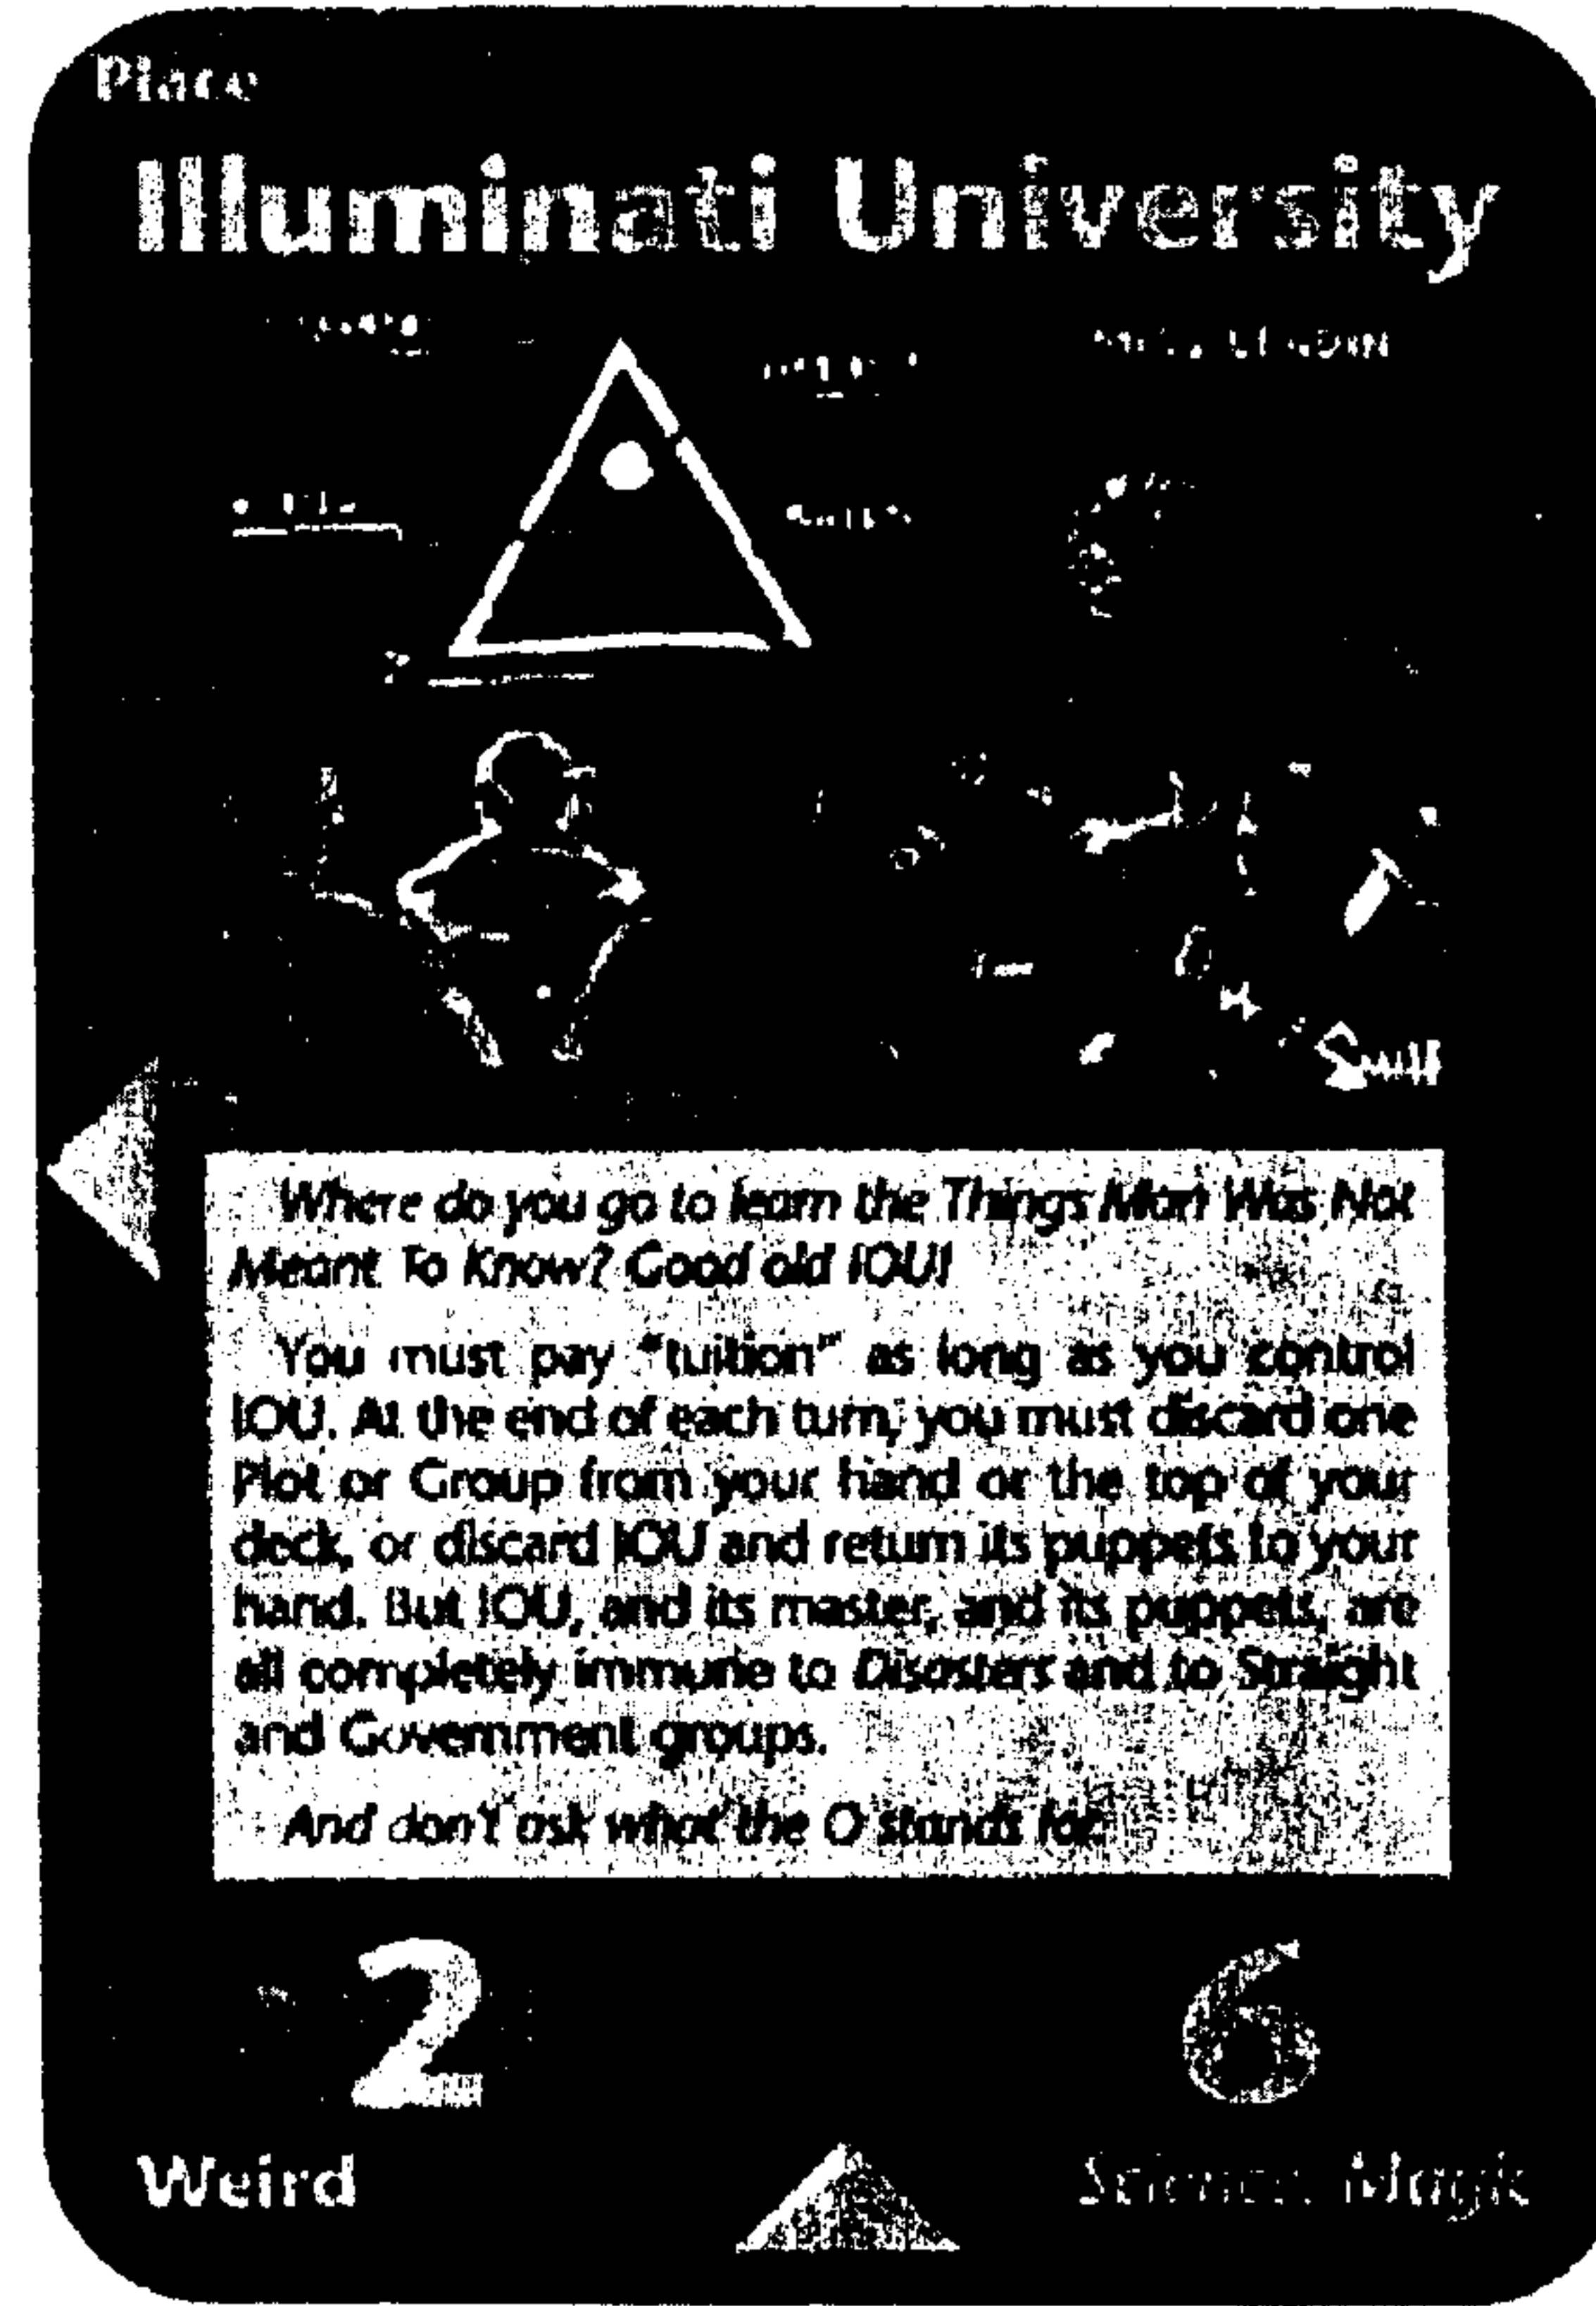 Place
Illuminati University
Where do you go to learn the Things Man Was Not
Meant To Know? Good old IOU!
You must pay "tuition" as long as you control
IOU. At the end of each turn, you must discard one
Plot or Group from your hand or the top of your
deck, or discard IOU and return its puppets to your
hand. But IOU, and its master, and its puppets, are
all completely immune to Disasters and to Straight
and Government groups.
And don't ask what the O stands for.
2
6
Weird
Science, Magic